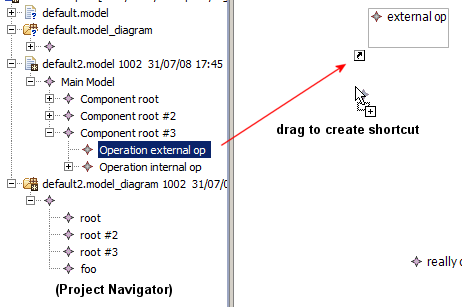 default.model
default.model_diagram
default2.model 1002 31/07/08 17:45
Main Model
Component root
Component root #2
Component root #3
Operation external op
Operation internal op
default2.model_diagram 1002 31/07/0
root
root #2
root #3
foo
(Project Navigator)
external op
drag to create shortcut
really